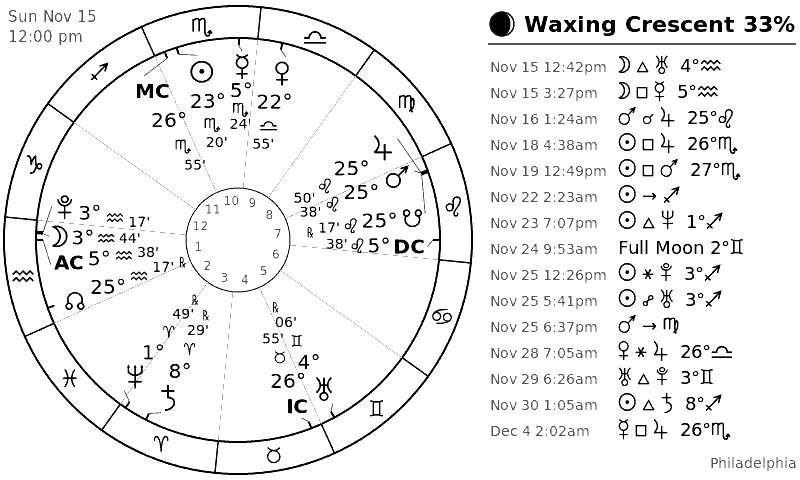 Sun Nov 15
12:00 pm
Waxing Crescent 33%
Nov 15 12:42pm ☽ △ ♅ 4°♒
Nov 15 3:27pm ☽ □ ☿ 5°♒
Nov 16 1:24am ♂ ☌ ♃ 25°♌
Nov 18 4:38am ☉ □ ♃ 26°♏
Nov 19 12:49pm ☉ □ ♂ 27°♏
Nov 22 2:23am ☉ → ♐
Nov 23 7:07pm ☉ △ ♆ 1°♐
Nov 24 9:53am Full Moon 2°♊
Nov 25 12:26pm ☉ ⚹ ♇ 3°♐
Nov 25 5:41pm ☉ ☍ ♅ 3°♐
Nov 25 6:37pm ♂ → ♍
Nov 28 7:05am ♀ ⚹ ♃ 26°♎
Nov 29 6:26am ♅ △ ♇ 3°♊
Nov 30 1:05am ☉ △ ♄ 8°♐
Dec 4 2:02am ☿ □ ♃ 26°♏
Philadelphia
♏
♎
♍
♌
♋
♊
♉
♈
♓
♒
♑
♐
MC
26°
♏
55'
☉
23°
♏
20'
☿
5°
♏
24'
♀
22°
♎
55'
♃
25° ♌ 50'
♂
25° ♌ 38'
☋ 25° ♌ 17' ℞
DC 5° ♌ 38'
♇ 3° ♒ 17'
☽ 3° ♒ 44'
AC 5° ♒ 38'
☊ 25° ♒ 17' ℞
♆
1°
♈
49'
℞
♄
8°
♈
29'
℞
IC
26°
♉
55'
♅
4°
♊
06'
℞
1
2
3
4
5
6
7
8
9
10
11
12